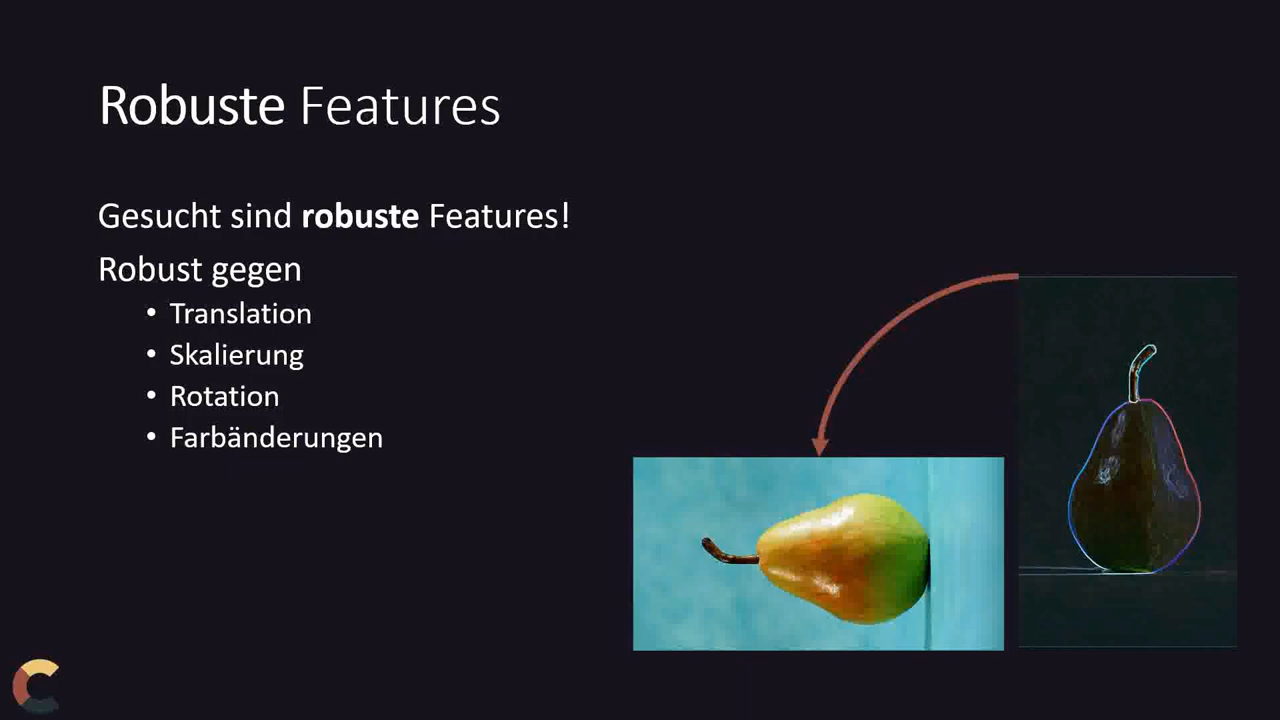 Robuste Features
Gesucht sind robuste Features!
Robust gegen
• Translation
• Skalierung
• Rotation
• Farbänderungen